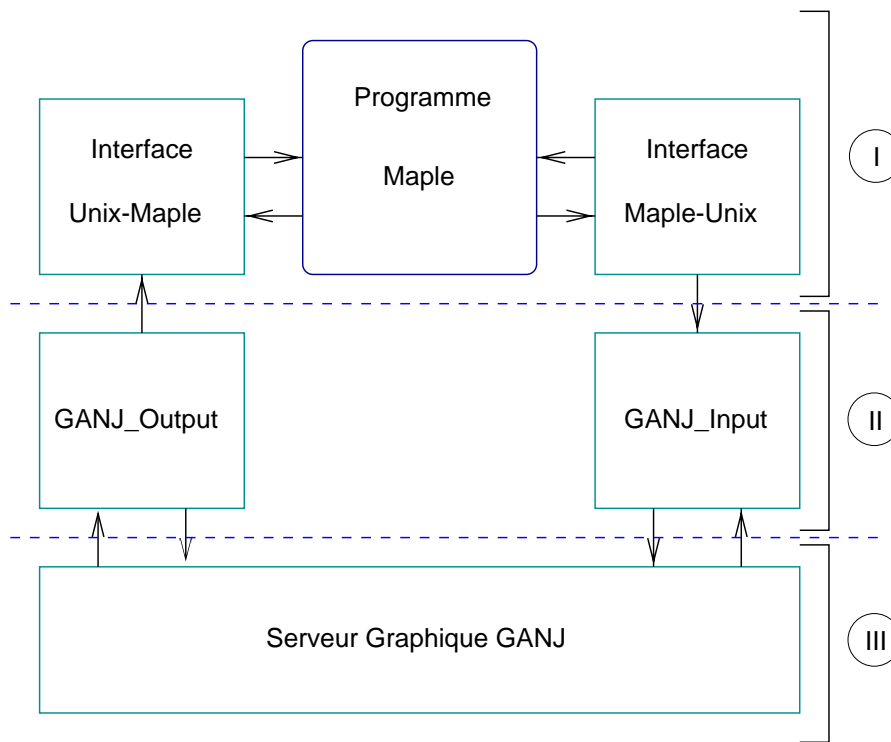 Programme
Maple
Interface
Unix-Maple
Interface
Maple-Unix
I
GANJ_Output
GANJ_Input
II
Serveur Graphique GANJ
III